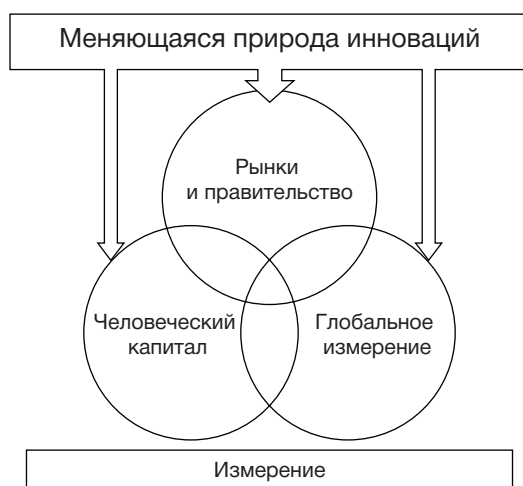 Меняющаяся природа инноваций
Рынки
и правительство
Человеческий
капитал
Глобальное
измерение
Измерение